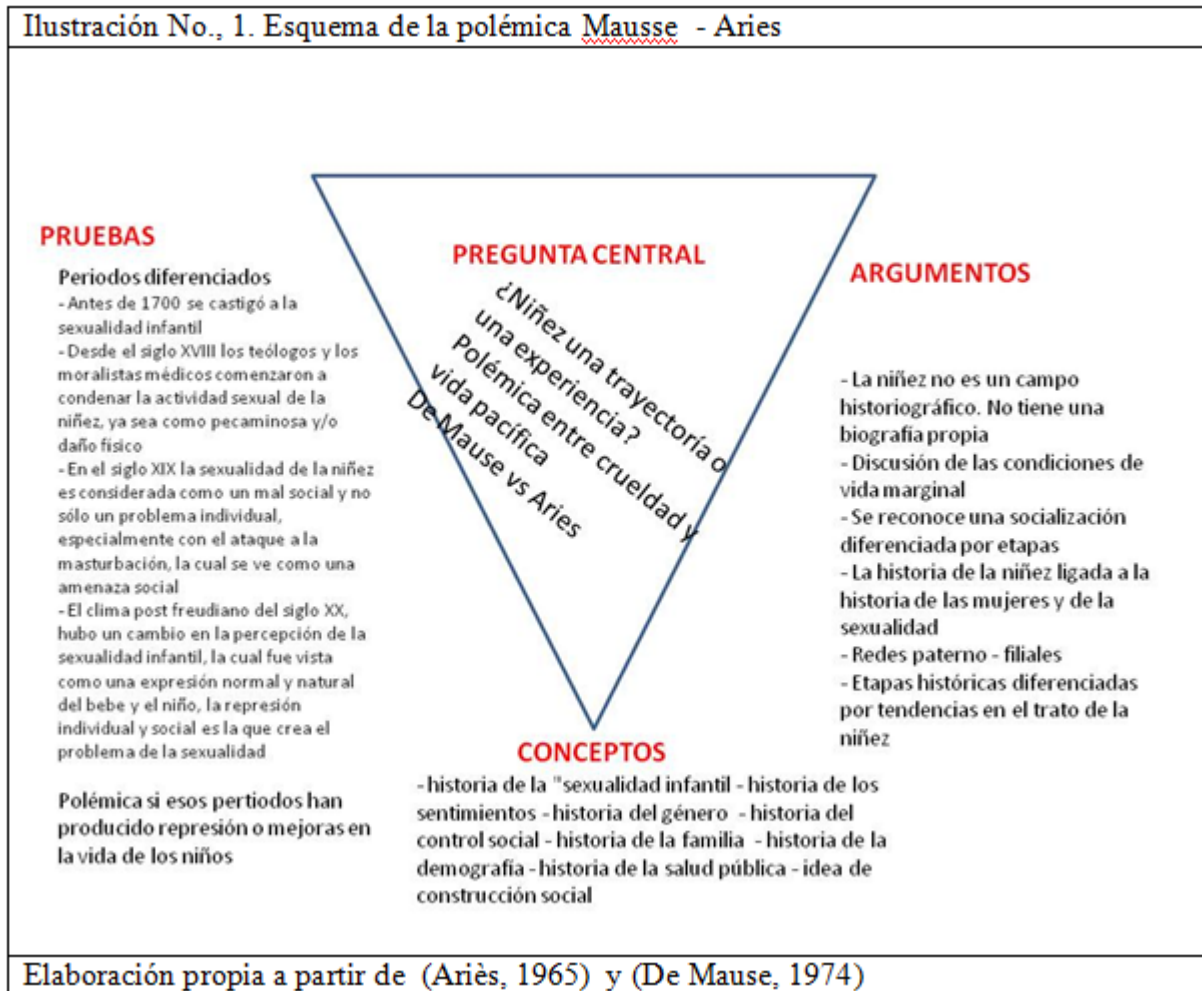 Ilustración No., 1. Esquema de la polémica Mausse - Aries
PRUEBAS
Periodos diferenciados
- Antes de 1700 se castigó a la
sexualidad infantil
- Desde el siglo XVIII los teólogos y los
moralistas médicos comenzaron a
condenar la actividad sexual de la
niñez, ya sea como pecaminosa y/o
daño físico
- En el siglo XIX la sexualidad de la niñez
es considerada como un mal social y no
sólo un problema individual,
especialmente con el ataque a la
masturbación, la cual se ve como una
amenaza social
- El clima post freudiano del siglo XX,
hubo un cambio en la percepción de la
sexualidad infantil, la cual fue vista
como una expresión normal y natural
del bebe y el niño, la represión
individual y social es la que crea el
problema de la sexualidad
Polémica si esos pertiodos han
producido represión o mejoras en
la vida de los niños
PREGUNTA CENTRAL
¿Niñez una trayectoría o
una experiencia?
Polémica entre crueldad y
vida pacífica
De Mause vs Aries
ARGUMENTOS
- La niñez no es un campo
historiográfico. No tiene una
biografía propia
- Discusión de las condiciones de
vida marginal
- Se reconoce una socialización
diferenciada por etapas
- La historia de la niñez ligada a la
historia de las mujeres y de la
sexualidad
- Redes paterno - filiales
- Etapas históricas diferenciadas
por tendencias en el trato de la
niñez
CONCEPTOS
- historia de la "sexualidad infantil - historia de los
sentimientos - historia del género - historia del
control social - historia de la familia - historia de la
demografía - historia de la salud pública - idea de
construcción social
Elaboración propia a partir de (Ariès, 1965) y (De Mause, 1974)